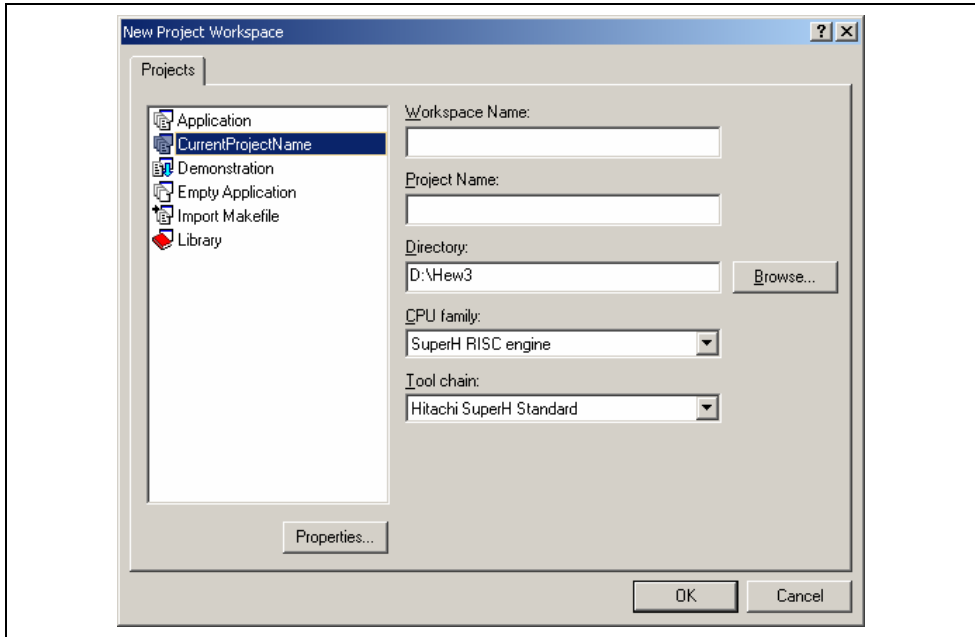 New Project Workspace
Projects
Application
CurrentProjectName
Demonstration
Empty Application
Import Makefile
Library
Properties...
Workspace Name:
Project Name:
Directory:
D:\Hew3
Browse...
CPU family:
SuperH RISC engine
Tool chain:
Hitachi SuperH Standard
OK
Cancel